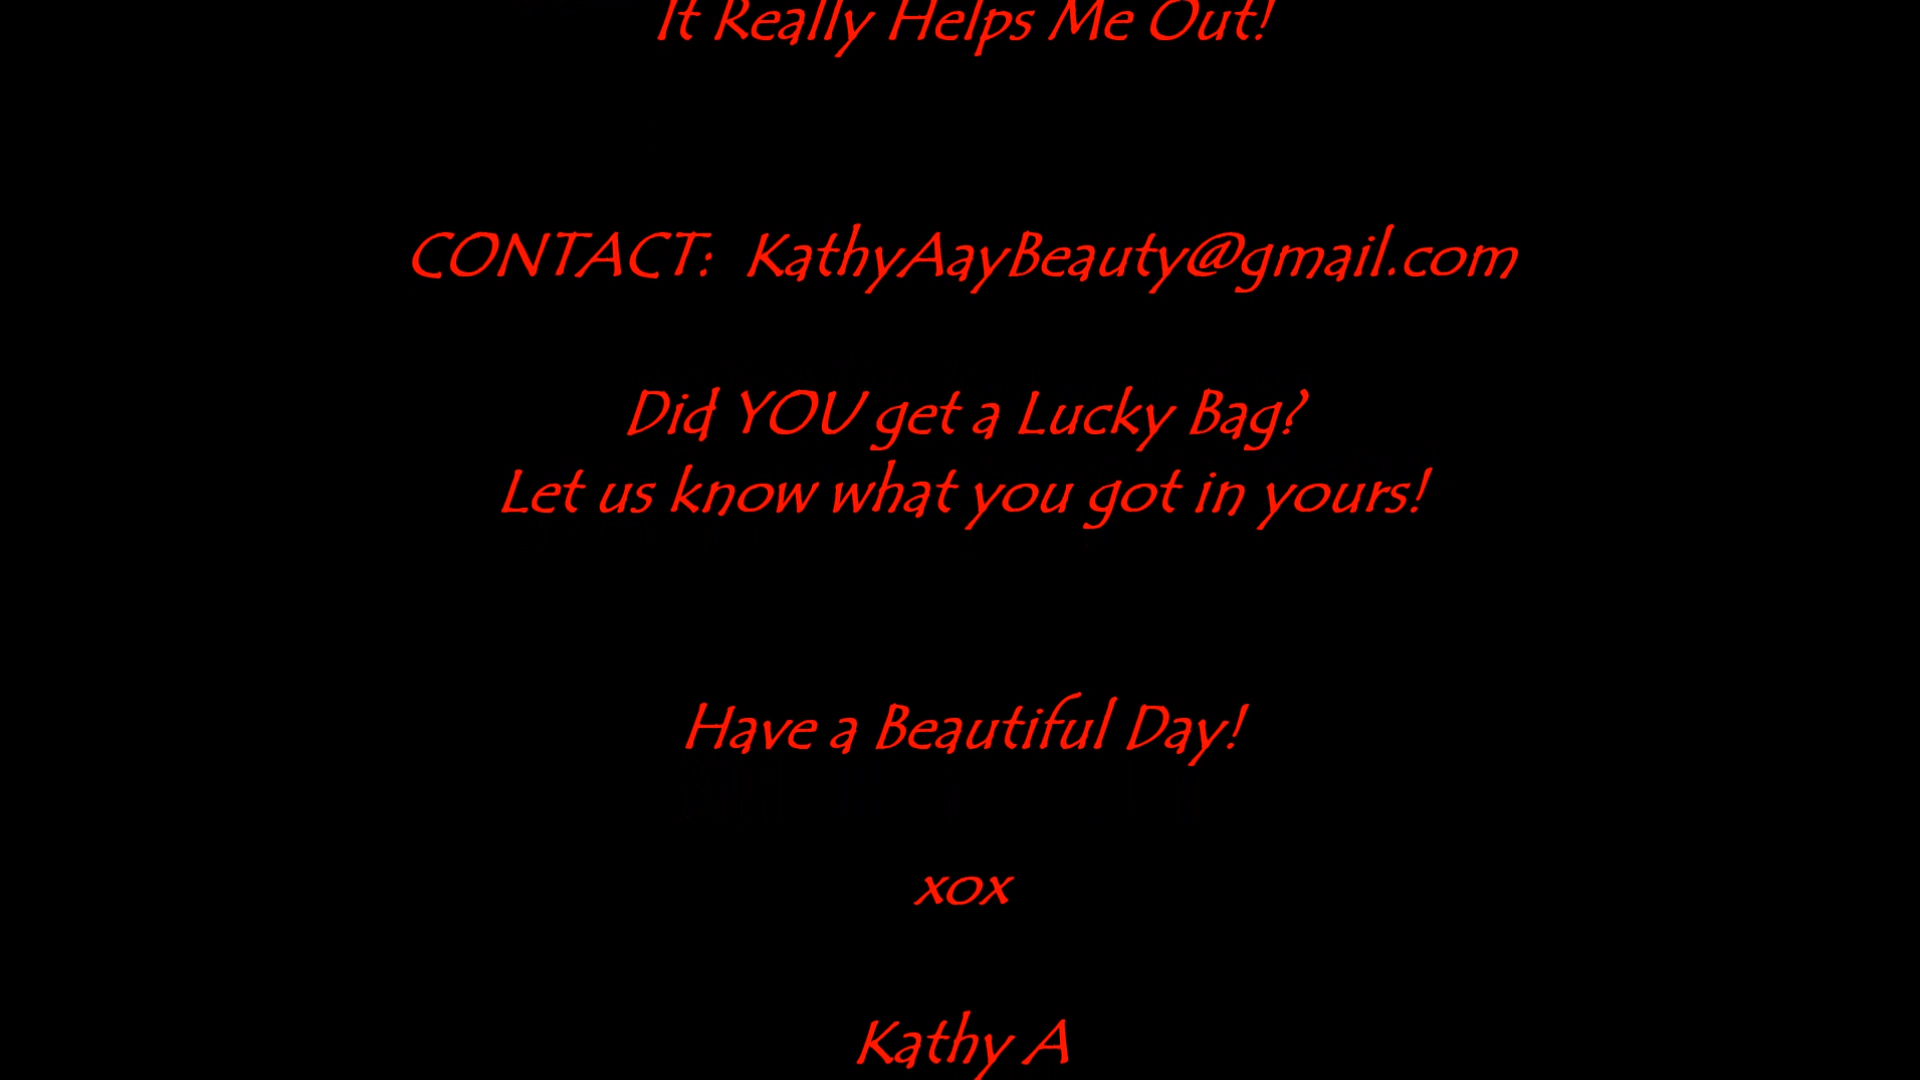 It Really Helps Me Out!
CONTACT: KathyAayBeauty@gmail.com
Did YOU get a Lucky Bag?
Let us know what you got in yours!
Have a Beautiful Day!
xox
Kathy A